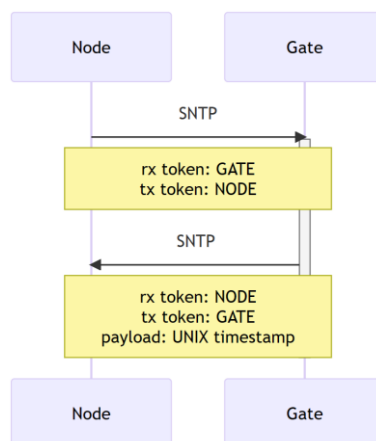 Node
Gate
SNTP
rx token: GATE
tx token: NODE
SNTP
rx token: NODE
tx token: GATE
payload: UNIX timestamp
Node
Gate